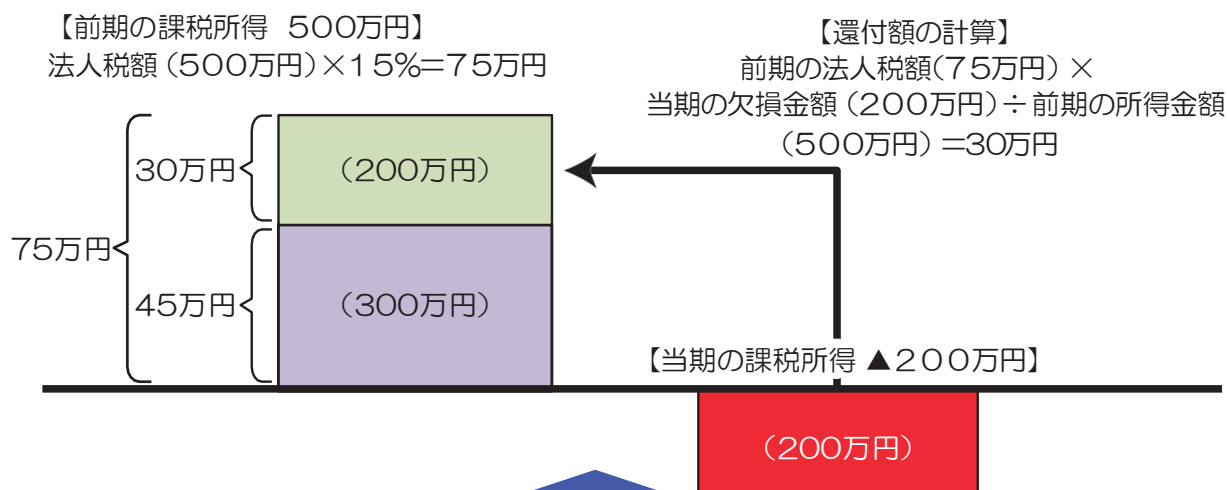 【前期の課税所得 500万円】
法人税額(500万円)×15%=75万円
【還付額の計算】
前期の法人税額(75万円)×
当期の欠損金額(200万円)÷前期の所得金額
(500万円)=30万円
30万円
(200万円)
75万円
45万円
(300万円)
【当期の課税所得 ▲200万円】
(200万円)